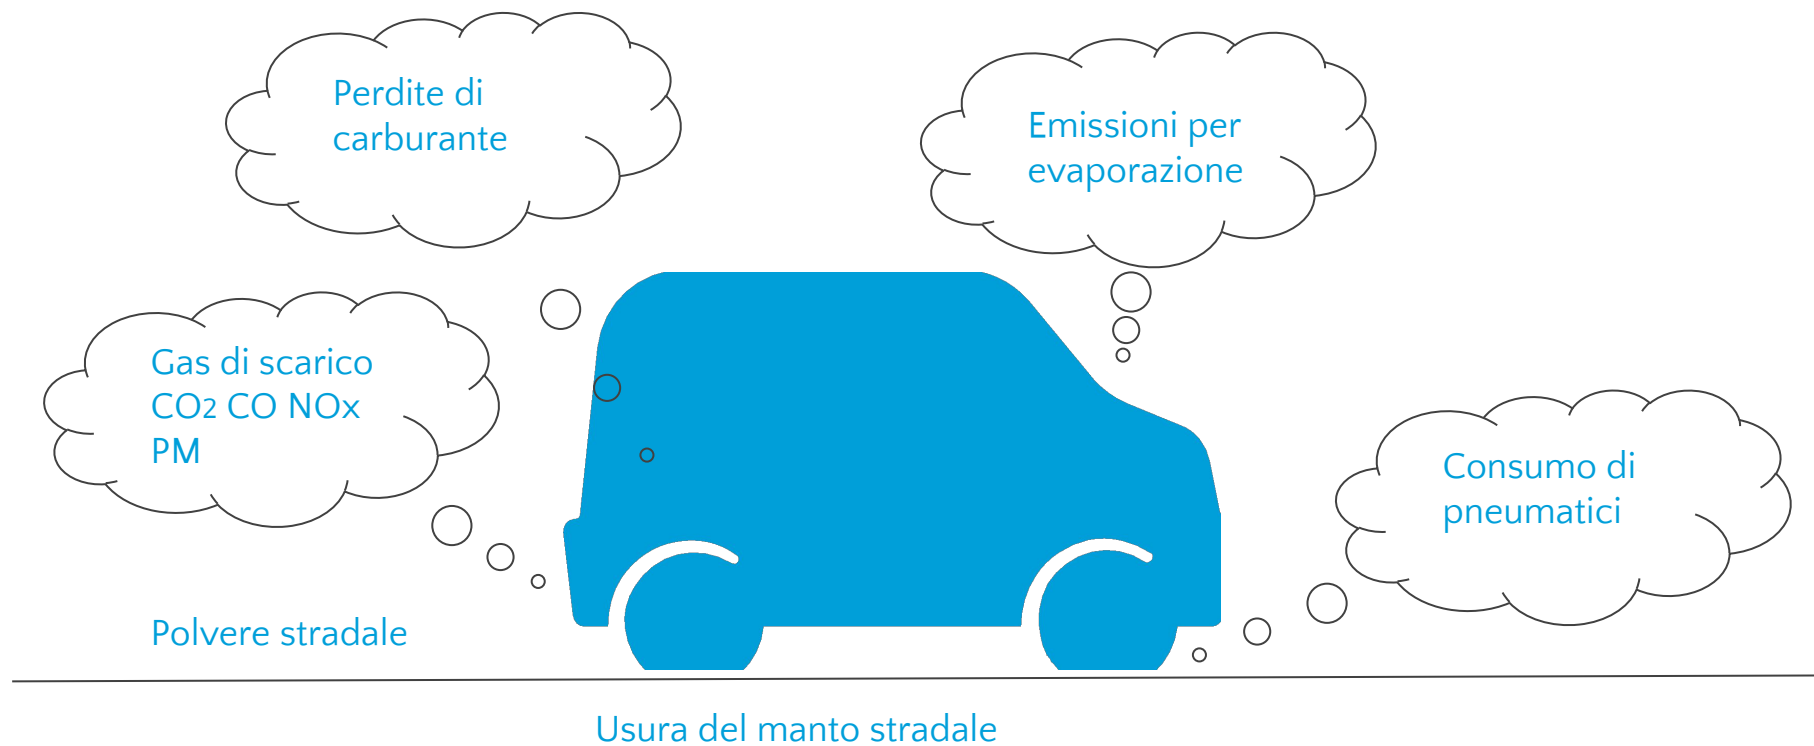 Perdite di
carburante
Emissioni per
evaporazione
Gas di scarico
CO2 CO NOx
PM
Consumo di
pneumatici
Polvere stradale
Usura del manto stradale